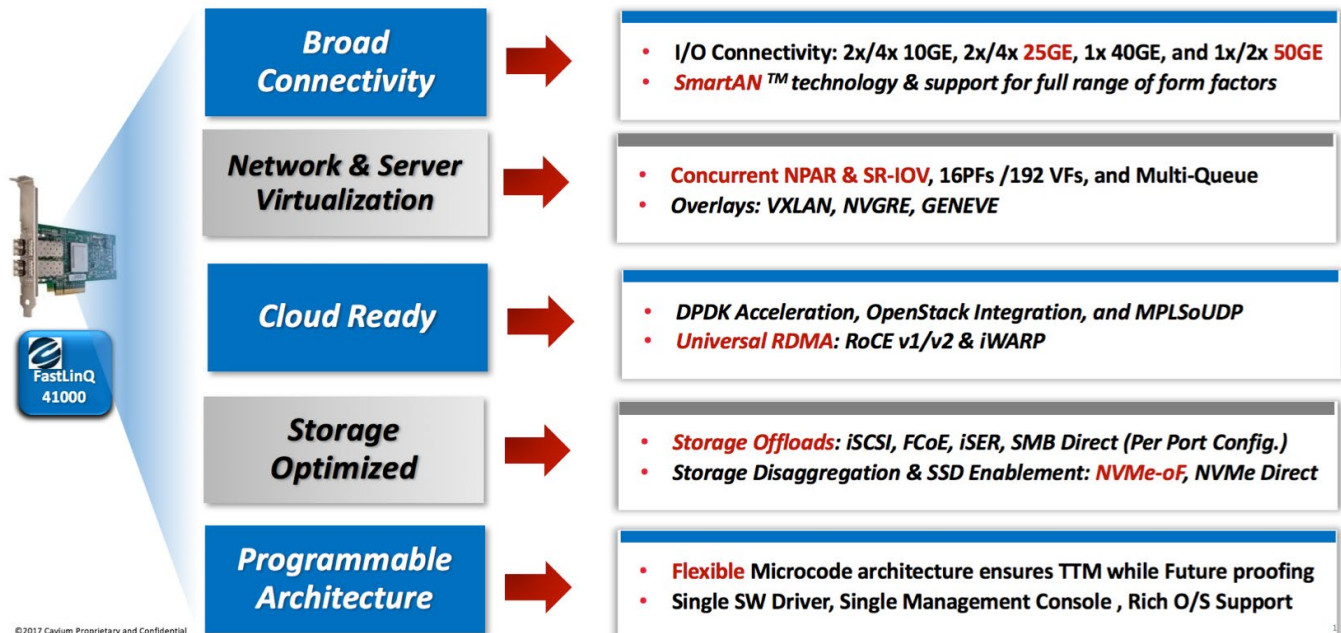 Broad
Connectivity
• I/O Connectivity: 2x/4x 10GE, 2x/4x 25GE, 1x 40GE, and 1x/2x 50GE
• SmartAN ™ technology & support for full range of form factors
Network & Server
Virtualization
• Concurrent NPAR & SR-IOV, 16PFs /192 VFs, and Multi-Queue
• Overlays: VXLAN, NVGRE, GENEVE
Cloud Ready
• DPDK Acceleration, OpenStack Integration, and MPLSoUDP
• Universal RDMA: RoCE v1/v2 & iWARP
FastLinQ
41000
Storage
Optimized
• Storage Offloads: iSCSI, FCoE, iSER, SMB Direct (Per Port Config.)
• Storage Disaggregation & SSD Enablement: NVMe-oF, NVMe Direct
Programmable
Architecture
• Flexible Microcode architecture ensures TTM while Future proofing
• Single SW Driver, Single Management Console , Rich O/S Support
©2017 Cavium Proprietary and Confidential
1